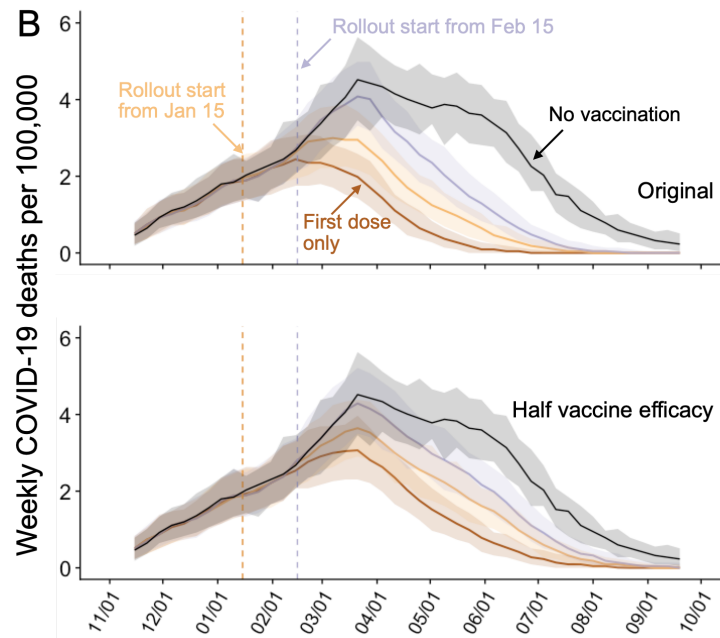 B
Weekly COVID-19 deaths per 100,000
6
4
2
0
Rollout start from Feb 15
Rollout start
from Jan 15
No vaccination
Original
First dose
only
6
4
2
0
Half vaccine efficacy
11/01
12/01
01/01
02/01
03/01
04/01
05/01
06/01
07/01
08/01
09/01
10/01